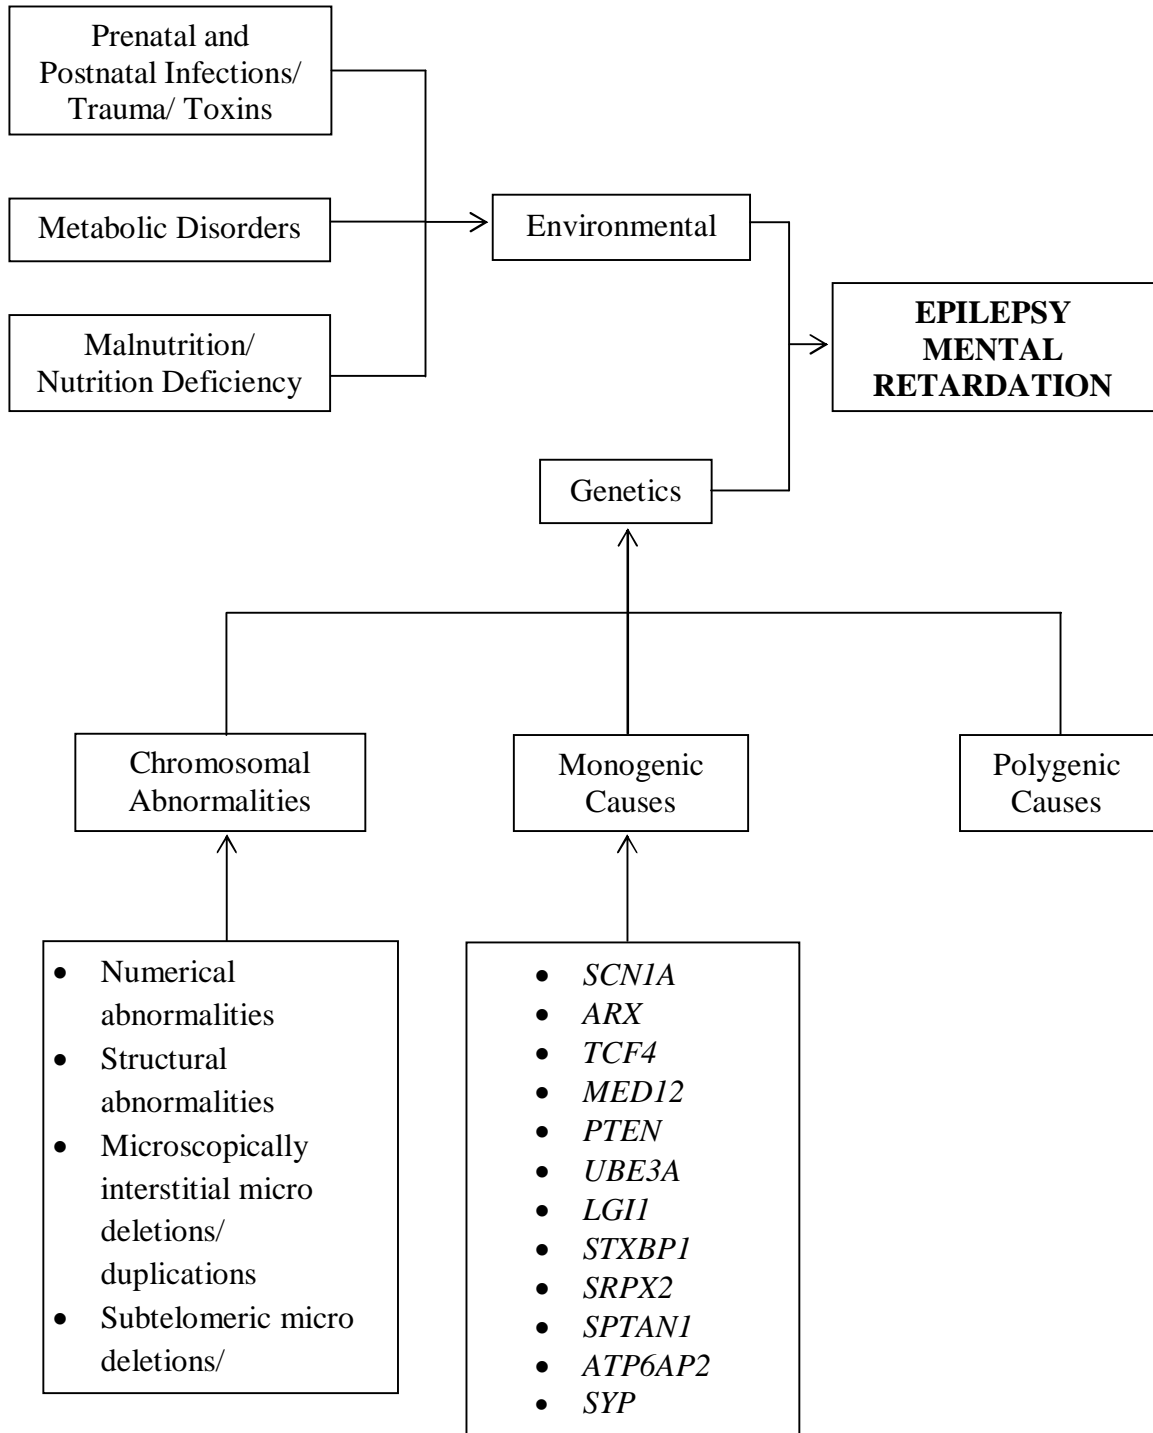 Prenatal and
Postnatal Infections/
Trauma/ Toxins
Metabolic Disorders
Environmental
Malnutrition/
Nutrition Deficiency
EPILEPSY
MENTAL
RETARDATION
Genetics
Chromosomal
Abnormalities
Monogenic
Causes
Polygenic
Causes
• Numerical
abnormalities
• Structural
abnormalities
• Microscopically
interstitial micro
deletions/
duplications
• Subtelomeric micro
deletions/
• SCN1A
• ARX
• TCF4
• MED12
• PTEN
• UBE3A
• LGI1
• STXBP1
• SRPX2
• SPTAN1
• ATP6AP2
• SYP